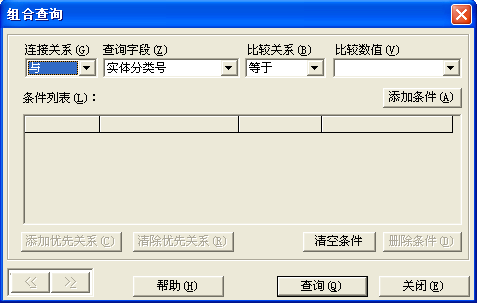 组合查询
连接关系(G) 查询字段(Z) 比较关系(B) 比较数值(V)
与 实体分类号 等于
条件列表(L)： 添加条件(A)
添加优先关系(C) 清除优先关系(R) 清空条件 删除条件(D)
<< >> 帮助(H) 查询(Q) 关闭(E)